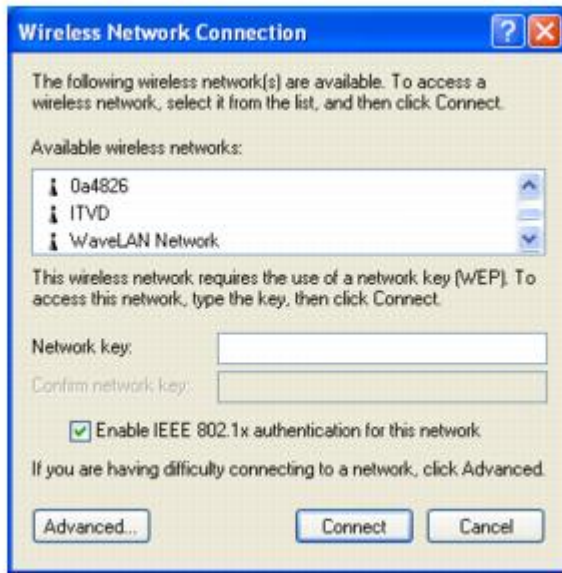 Wireless Network Connection
The following wireless network(s) are available. To access a
wireless network, select it from the list, and then click Connect.
Available wireless networks:
0a4826
ITVD
WaveLAN Network
This wireless network requires the use of a network key (WEP). To
access this network, type the key, then click Connect.
Network key:
Confirm network key:
Enable IEEE 802.1x authentication for this network
If you are having difficulty connecting to a network, click Advanced.
Advanced... Connect Cancel